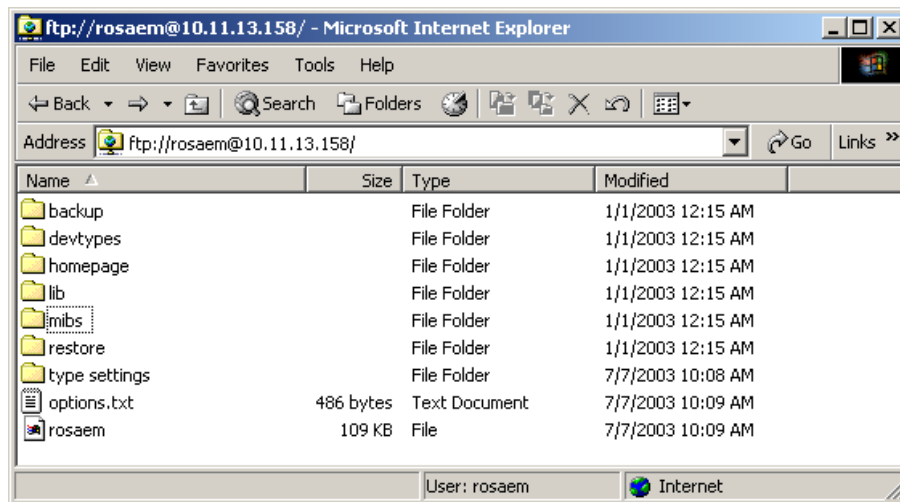 ftp://rosaem@10.11.13.158/ - Microsoft Internet Explorer
File Edit View Favorites Tools Help
Back Search Folders
Address ftp://rosaem@10.11.13.158/ Go Links »
Name Size Type Modified
backup File Folder 1/1/2003 12:15 AM
devtypes File Folder 1/1/2003 12:15 AM
homepage File Folder 1/1/2003 12:15 AM
lib File Folder 1/1/2003 12:15 AM
mibs File Folder 1/1/2003 12:15 AM
restore File Folder 1/1/2003 12:15 AM
type settings File Folder 7/7/2003 10:08 AM
options.txt 486 bytes Text Document 7/7/2003 10:09 AM
rosaem 109 KB File 7/7/2003 10:09 AM
User: rosaem Internet